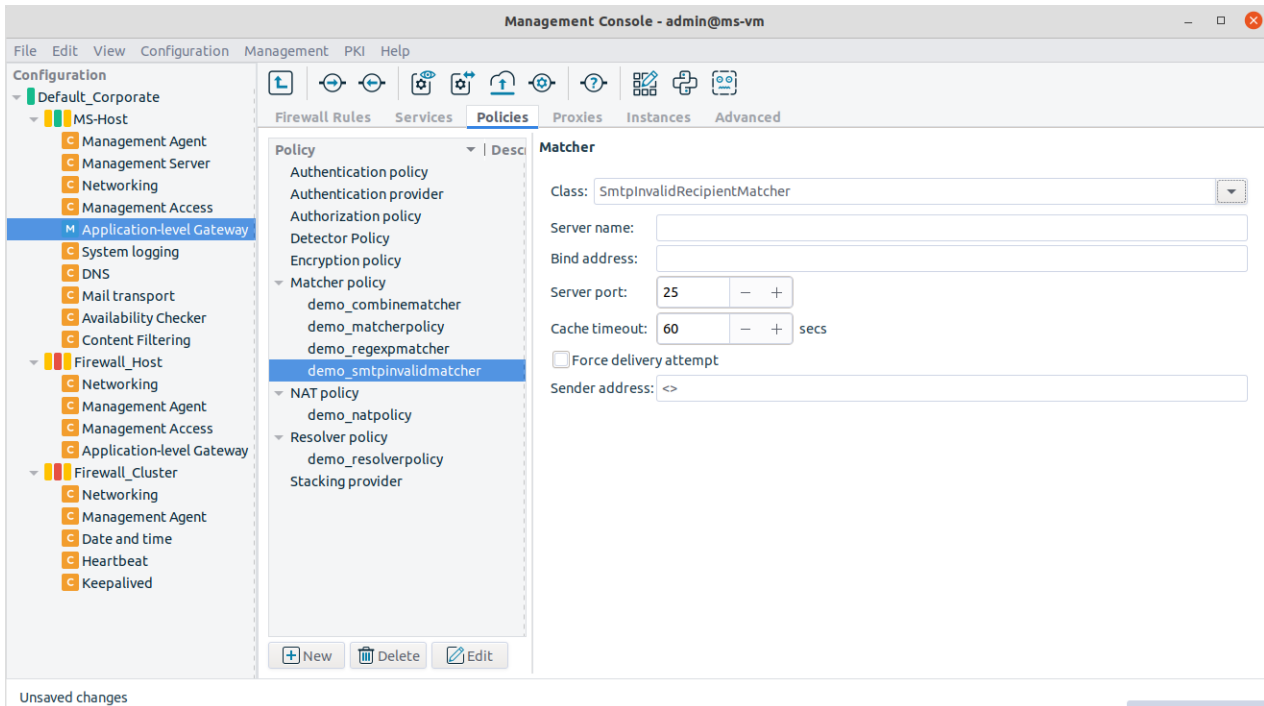 Management Console - admin@ms-vm
File Edit View Configuration Management PKI Help
Configuration
Default_Corporate
MS-Host
C Management Agent
C Management Server
C Networking
C Management Access
M Application-level Gateway
C System logging
C DNS
C Mail transport
C Availability Checker
C Content Filtering
Firewall_Host
C Networking
C Management Agent
C Management Access
C Application-level Gateway
Firewall_Cluster
C Networking
C Management Agent
C Date and time
C Heartbeat
C Keepalived
Firewall Rules Services Policies Proxies Instances Advanced
Policy Descr
Authentication policy
Authentication provider
Authorization policy
Detector Policy
Encryption policy
Matcher policy
demo_combinematcher
demo_matcherpolicy
demo_regexpmatcher
demo_smtpinvalidmatcher
NAT policy
demo_natpolicy
Resolver policy
demo_resolverpolicy
Stacking provider
New Delete Edit
Matcher
Class: SmtpInvalidRecipientMatcher
Server name:
Bind address:
Server port: 25 − +
Cache timeout: 60 − + secs
Force delivery attempt
Sender address: <>
Unsaved changes